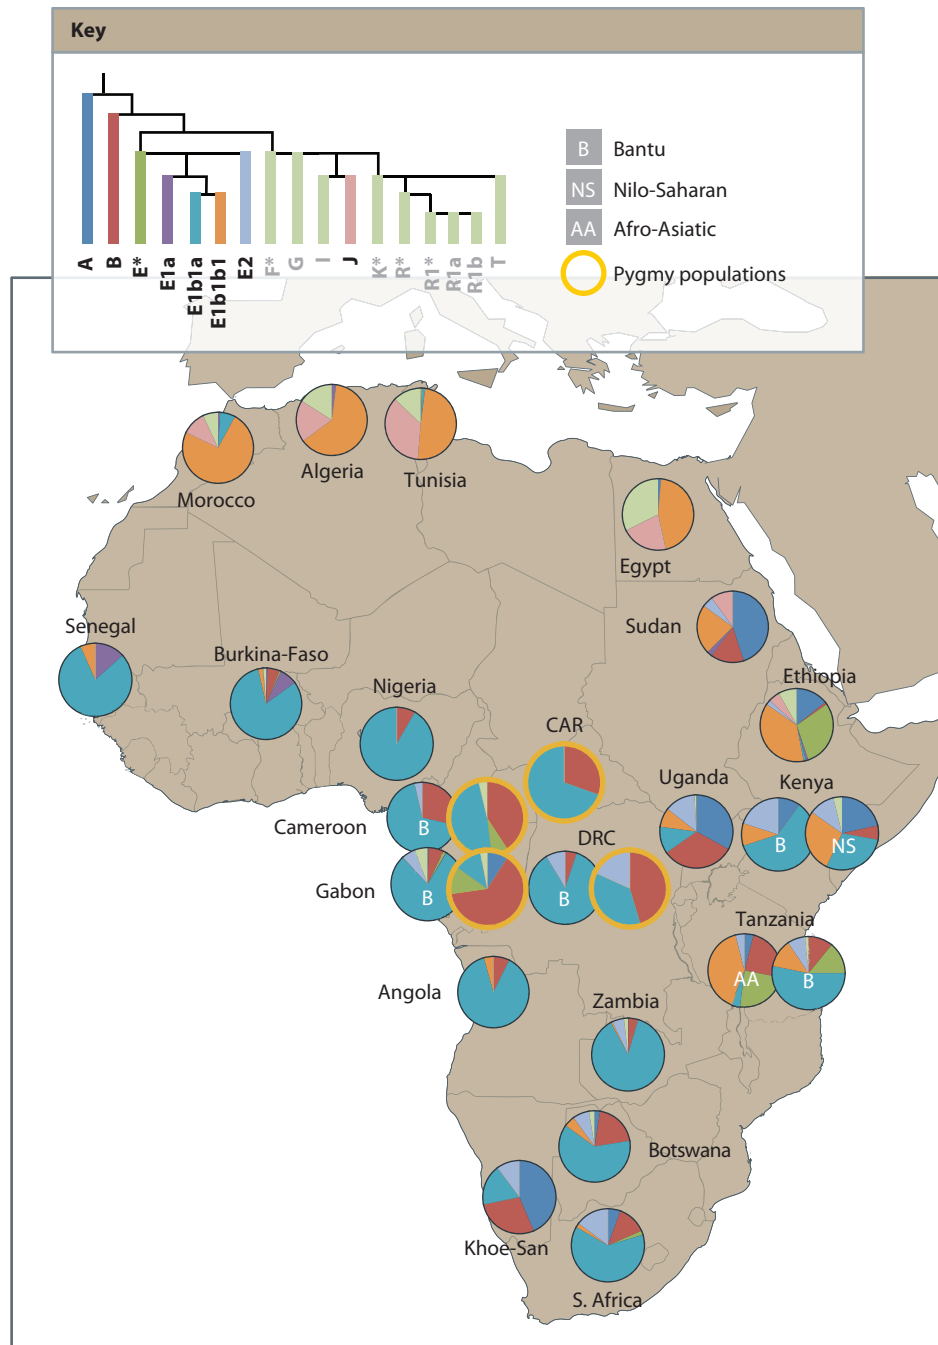 Key
A
B
E*
E1a
E1b1a
E1b1b1
E2
F*
G
I
J
K*
R*
R1*
R1a
R1b
T
B Bantu
NS Nilo-Saharan
AA Afro-Asiatic
Pygmy populations
Morocco
Algeria
Tunisia
Egypt
Sudan
Senegal
Burkina-Faso
Nigeria
Ethiopia
CAR
Uganda
Kenya
B
NS
Cameroon
B
DRC
B
Gabon
B
Tanzania
AA
B
Angola
Zambia
Botswana
Khoe-San
S. Africa